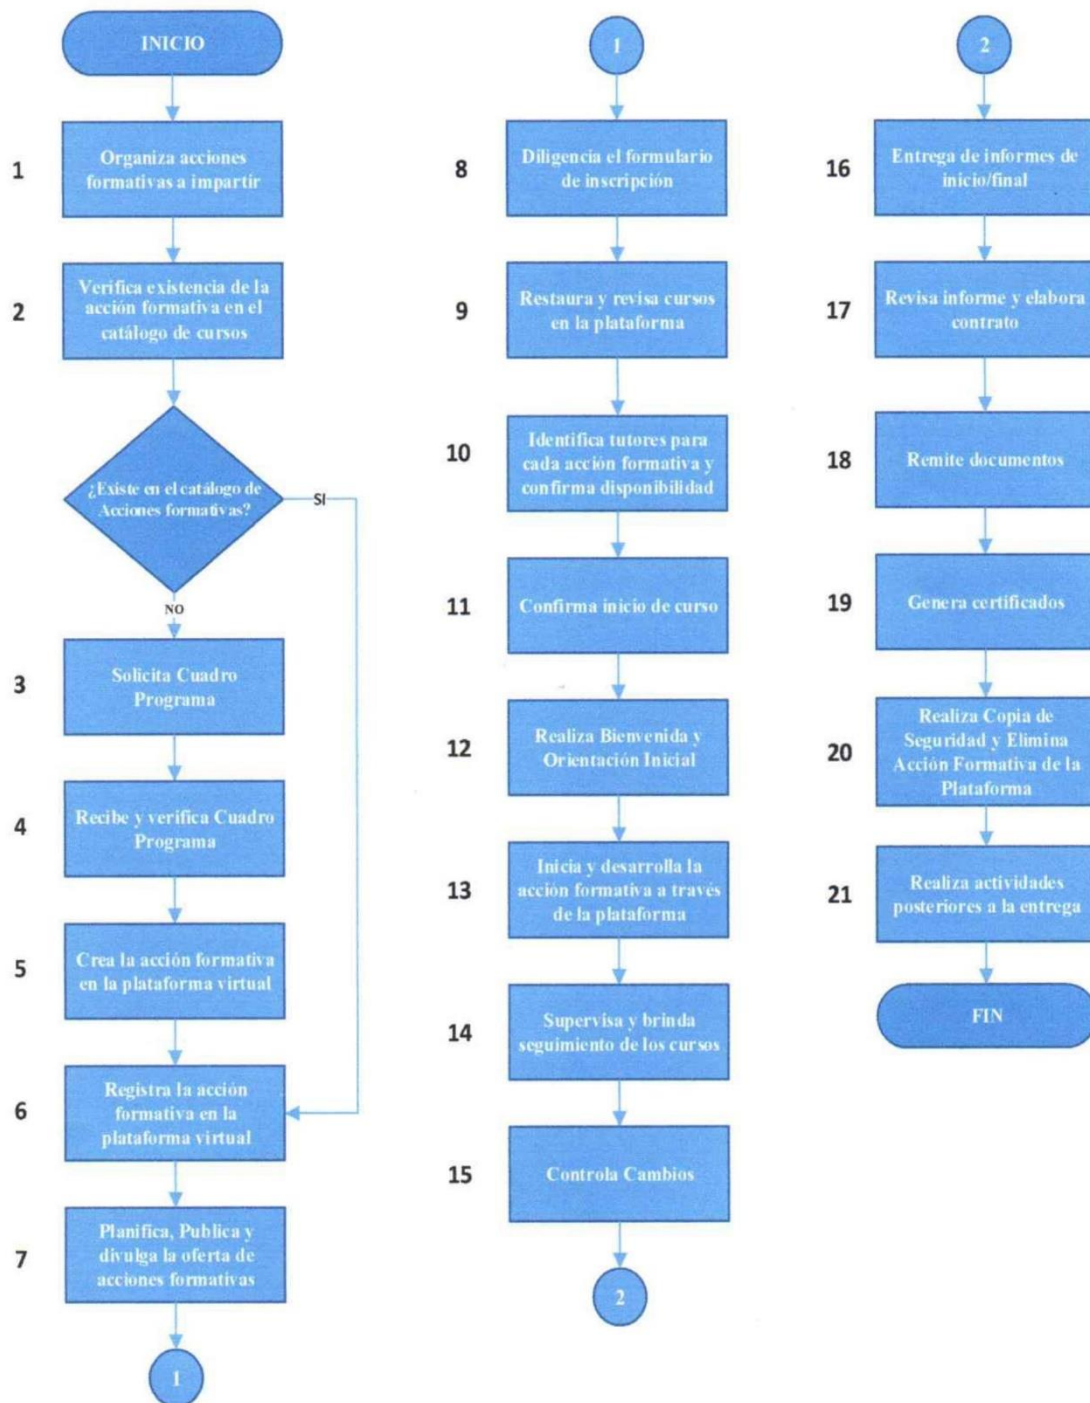 INICIO
1
Organiza acciones
formativas a impartir
2
Verifica existencia de la
acción formativa en el
catálogo de cursos
¿Existe en el catálogo de
Acciones formativas?
SI
NO
3
Solicita Cuadro
Programa
4
Recibe y verifica Cuadro
Programa
5
Crea la acción formativa
en la plataforma virtual
6
Registra la acción
formativa en la
plataforma virtual
7
Planifica, Publica y
divulga la oferta de
acciones formativas
1
1
8
Diligencia el formulario
de inscripción
9
Restaura y revisa cursos
en la plataforma
10
Identifica tutores para
cada acción formativa y
confirma disponibilidad
11
Confirma inicio de curso
12
Realiza Bienvenida y
Orientación Inicial
13
Inicia y desarrolla la
acción formativa a través
de la plataforma
14
Supervisa y brinda
seguimiento de los cursos
15
Controla Cambios
2
2
16
Entrega de informes de
inicio/final
17
Revisa informe y elabora
contrato
18
Remite documentos
19
Genera certificados
20
Realiza Copia de
Seguridad y Elimina
Acción Formativa de la
Plataforma
21
Realiza actividades
posteriores a la entrega
FIN